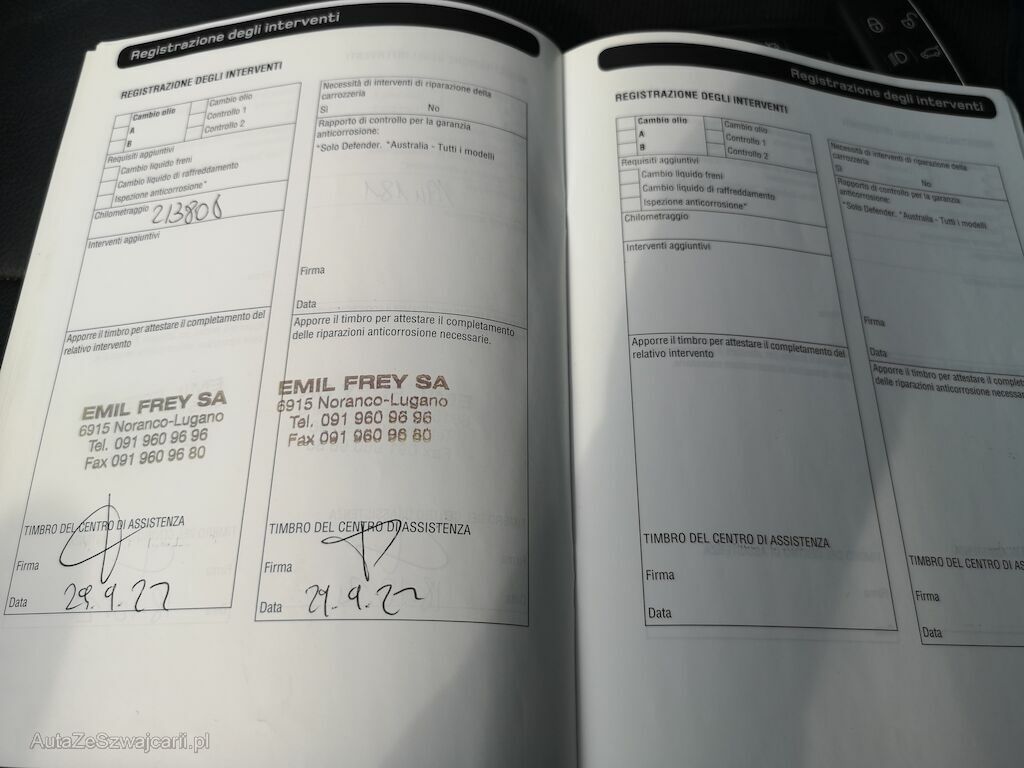 Registrazione degli interventi
REGISTRAZIONE DEGLI INTERVENTI
Cambio olio
A
B
Cambio olio
Controllo 1
Controllo 2
Requisiti aggiuntivi
Cambio liquido freni
Cambio liquido di raffreddamento
Ispezione anticorrosione*
Chilometraggio 213806
Interventi aggiuntivi
Apporre il timbro per attestare il completamento del
relativo intervento
EMIL FREY SA
6915 Noranco-Lugano
Tel. 091 960 96 96
Fax 091 960 96 80
TIMBRO DEL CENTRO DI ASSISTENZA
Firma
Data 29.9.22
Necessità di interventi di riparazione della
carrozzeria
Sì No
Rapporto di controllo per la garanzia
anticorrosione:
*Solo Defender. *Australia - Tutti i modelli
Firma
Data
Apporre il timbro per attestare il completamento
delle riparazioni anticorrosione necessarie.
EMIL FREY SA
6915 Noranco-Lugano
Tel. 091 960 96 96
Fax 091 960 96 80
TIMBRO DEL CENTRO DI ASSISTENZA
Firma
Data 29.9.22
Registrazione degli interventi
REGISTRAZIONE DEGLI INTERVENTI
Cambio olio
A
B
Cambio olio
Controllo 1
Controllo 2
Requisiti aggiuntivi
Cambio liquido freni
Cambio liquido di raffreddamento
Ispezione anticorrosione*
Chilometraggio
Interventi aggiuntivi
Apporre il timbro per attestare il completamento del
relativo intervento
TIMBRO DEL CENTRO DI ASSISTENZA
Firma
Data
Necessità di interventi di riparazione della
carrozzeria
Sì No
Rapporto di controllo per la garanzia
anticorrosione:
*Solo Defender. *Australia - Tutti i modelli
Firma
Data
Apporre il timbro per attestare il completa
delle riparazioni anticorrosione necessarie
TIMBRO DEL CENTRO DI AS
Firma
Data
AutaZeSzwajcarii.pl